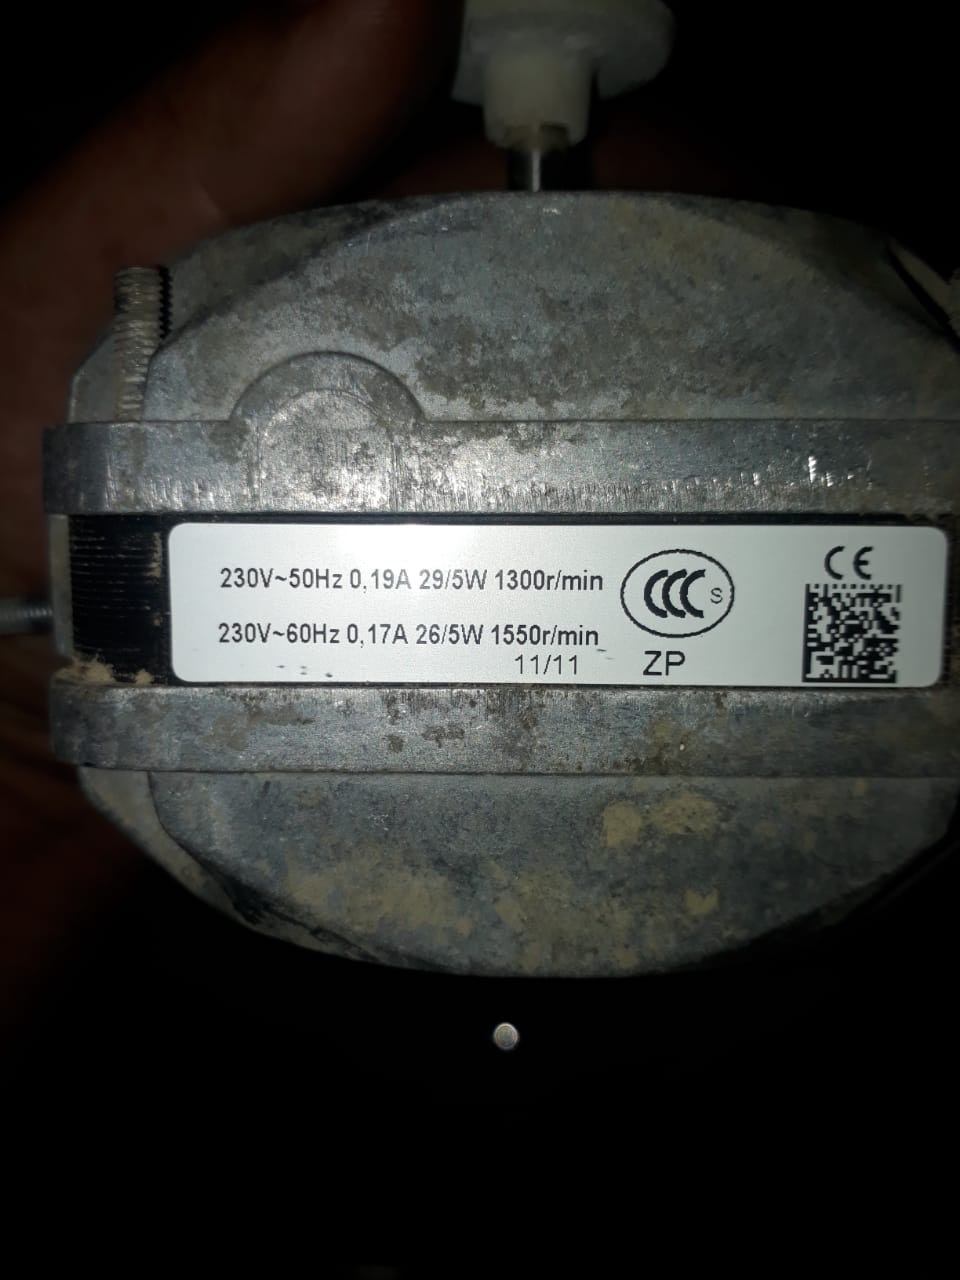 230V~50Hz 0,19A 29/5W 1300r/min
230V~60Hz 0,17A 26/5W 1550r/min
11/11
CCC S
ZP
CE